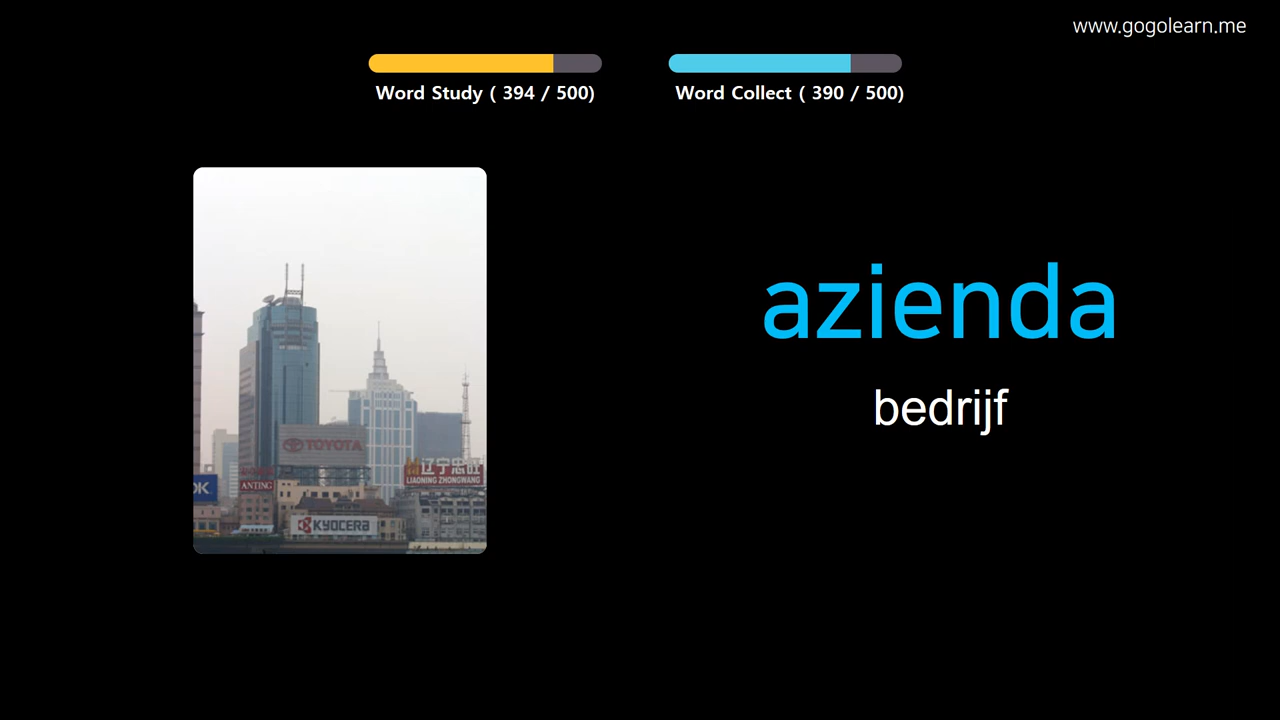 www.gogolearn.me
Word Study ( 394 / 500)
Word Collect ( 390 / 500)
azienda
bedrijf
TOYOTA
ANTING
辽宁忠旺
LIAONING ZHONGWANG
OK
KYOCERA